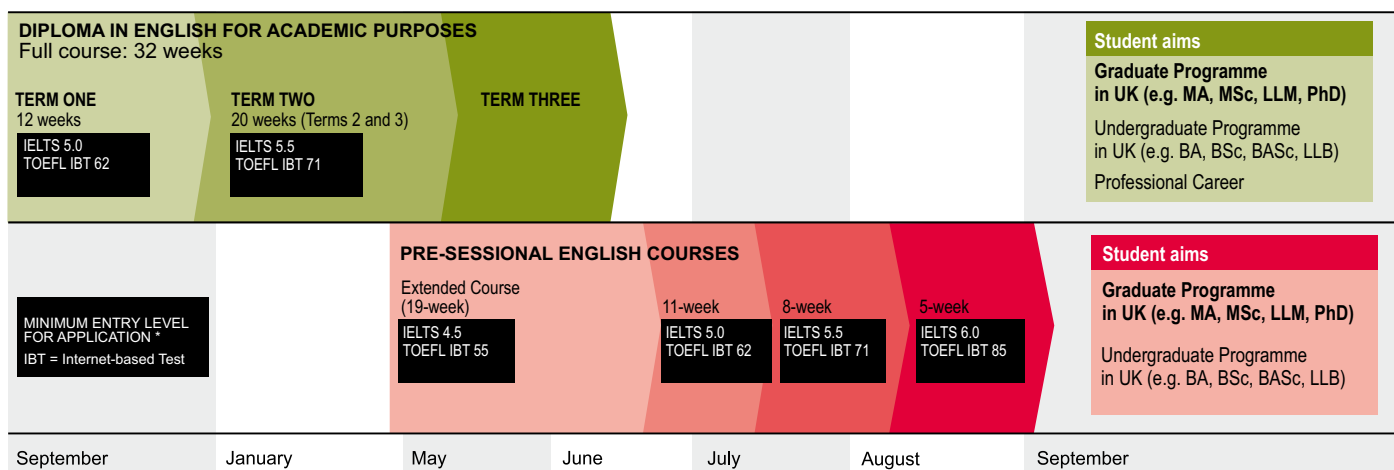 DIPLOMA IN ENGLISH FOR ACADEMIC PURPOSES
Full course: 32 weeks
TERM ONE
12 weeks
IELTS 5.0
TOEFL IBT 62
TERM TWO
20 weeks (Terms 2 and 3)
IELTS 5.5
TOEFL IBT 71
TERM THREE
Student aims
Graduate Programme
in UK (e.g. MA, MSc, LLM, PhD)
Undergraduate Programme
in UK (e.g. BA, BSc, BASc, LLB)
Professional Career
MINIMUM ENTRY LEVEL
FOR APPLICATION *
IBT = Internet-based Test
PRE-SESSIONAL ENGLISH COURSES
Extended Course
(19-week)
IELTS 4.5
TOEFL IBT 55
11-week
IELTS 5.0
TOEFL IBT 62
8-week
IELTS 5.5
TOEFL IBT 71
5-week
IELTS 6.0
TOEFL IBT 85
Student aims
Graduate Programme
in UK (e.g. MA, MSc, LLM, PhD)
Undergraduate Programme
in UK (e.g. BA, BSc, BASc, LLB)
September
January
May
June
July
August
September